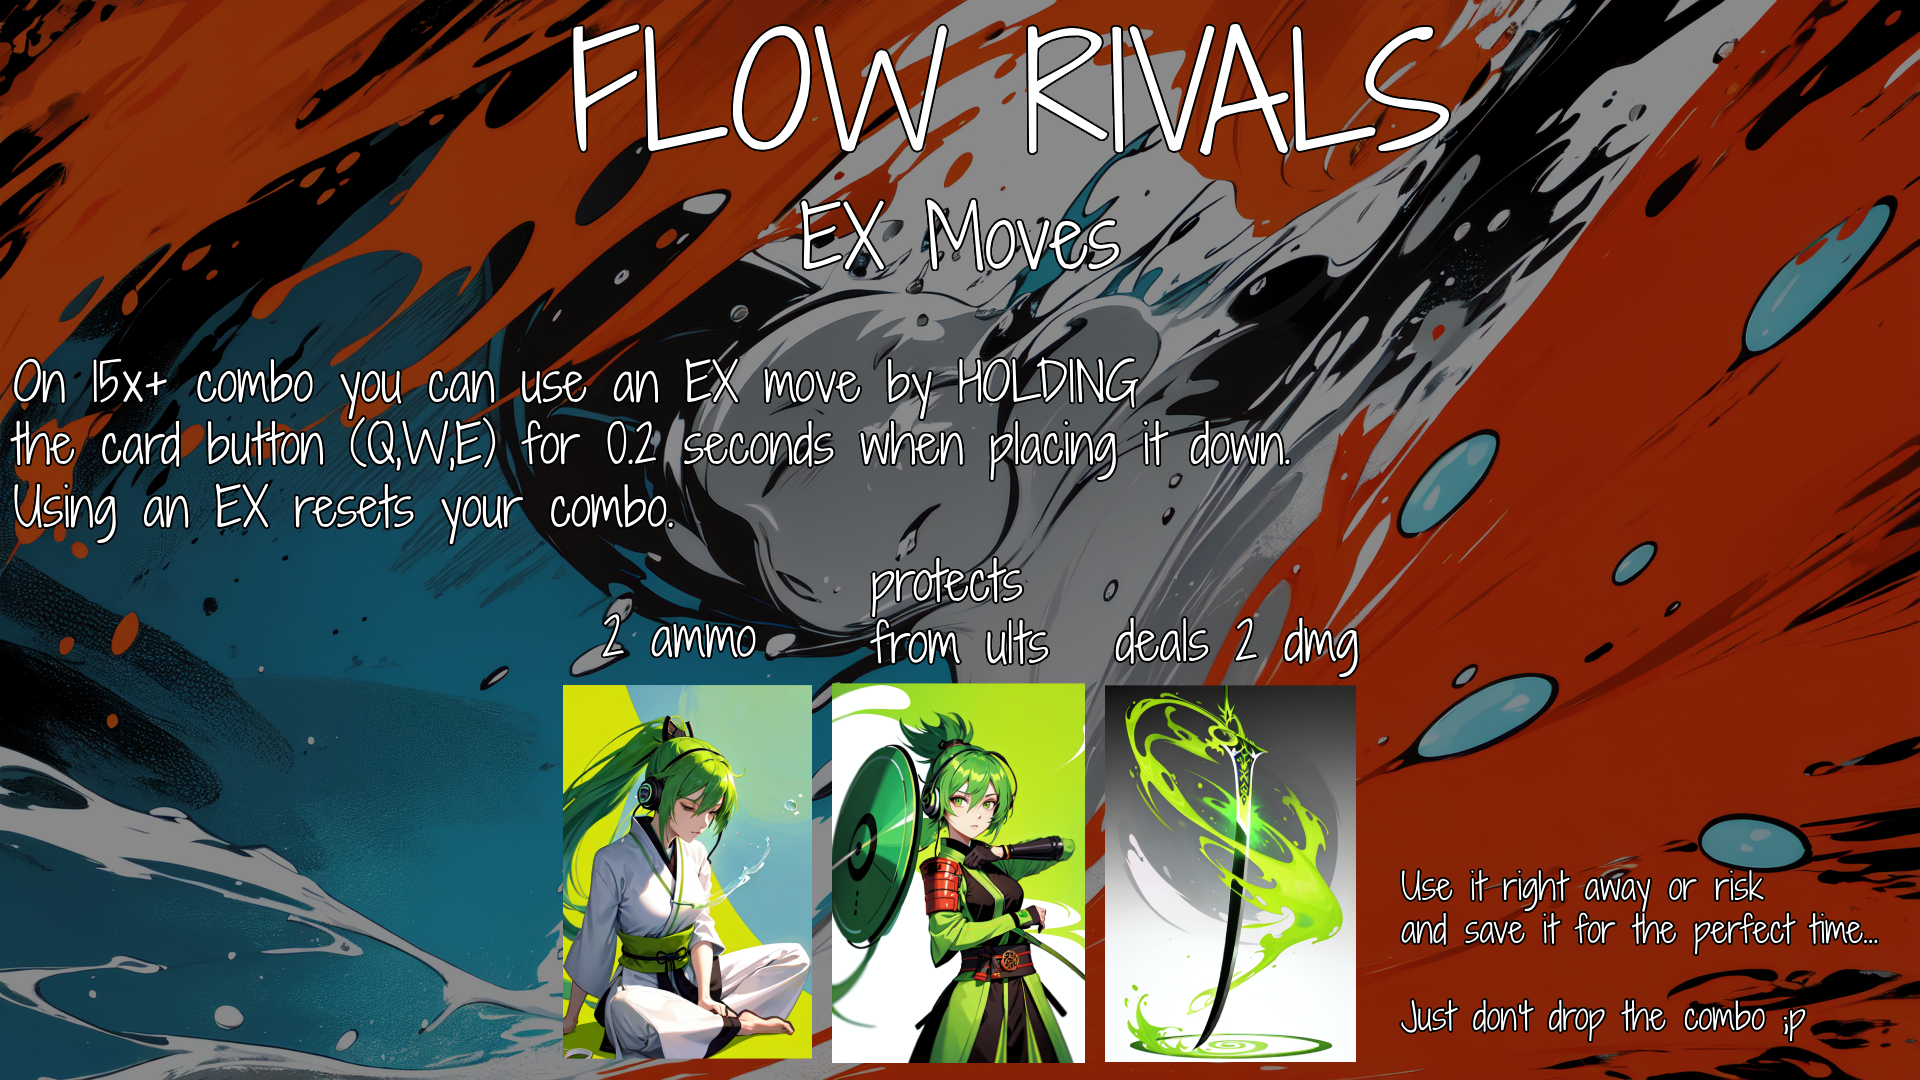 FLOW RIVALS
EX Moves
On 15x+ combo you can use an EX move by HOLDING
the card button (Q,W,E) for 0.2 seconds when placing it down.
Using an EX resets your combo.
2 ammo
protects
from ults
deals 2 dmg
Use it right away or risk
and save it for the perfect time...
Just don't drop the combo ;p